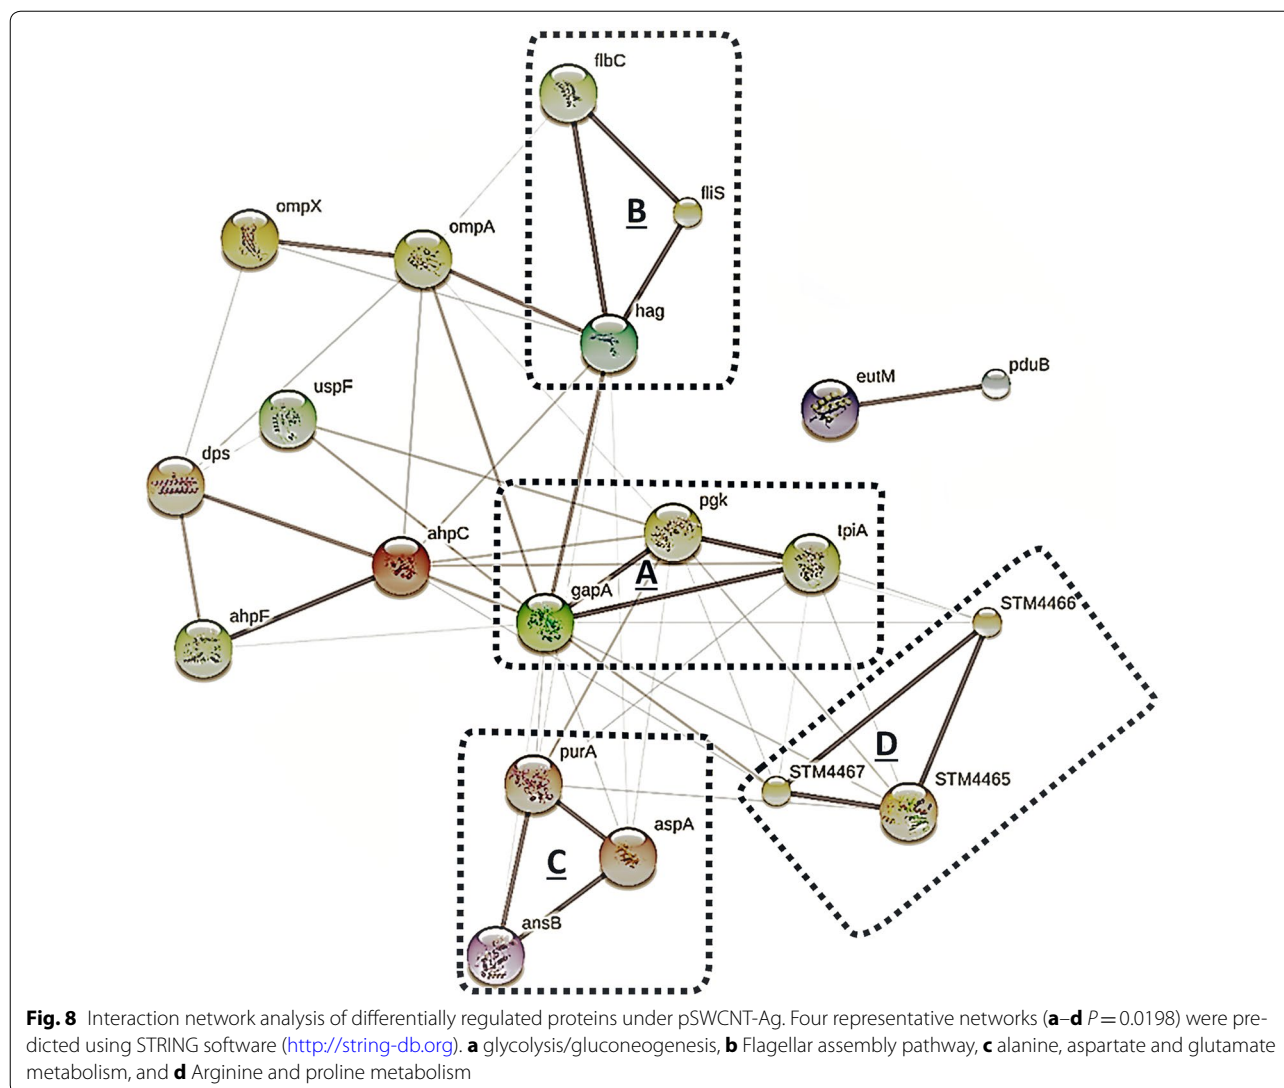 flbC
fliS
B
ompX
ompA
hag
eutM
pduB
uspF
dps
pgk
tpiA
ahpC
A
gapA
STM4466
ahpF
purA
D
STM4467
STM4465
aspA
C
ansB
Fig. 8 Interaction network analysis of differentially regulated proteins under pSWCNT-Ag. Four representative networks (a–d P = 0.0198) were pre-
dicted using STRING software (http://string-db.org). a glycolysis/gluconeogenesis, b Flagellar assembly pathway, c alanine, aspartate and glutamate
metabolism, and d Arginine and proline metabolism